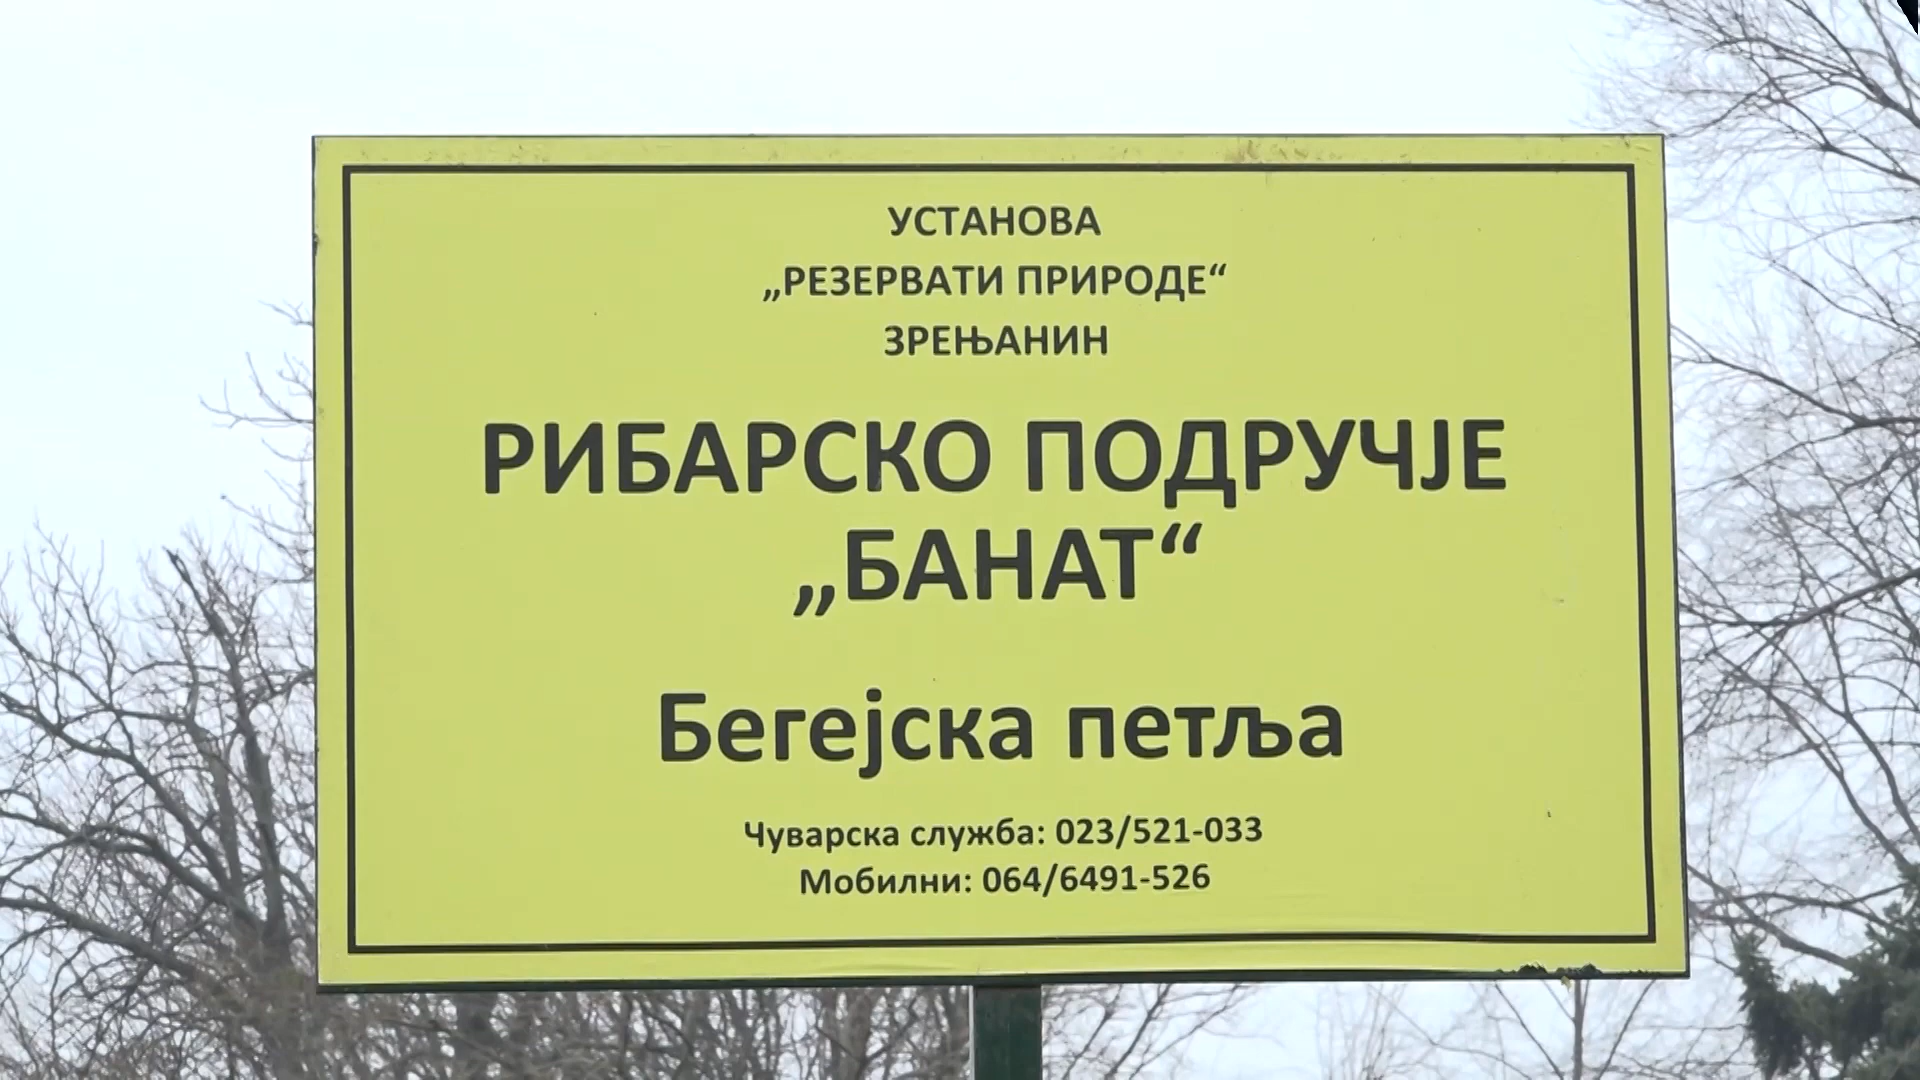 УСТАНОВА
„РЕЗЕРВАТИ ПРИРОДЕ“
ЗРЕЊАНИН
РИБАРСКО ПОДРУЧЈЕ
„БАНАТ“
Бегејска петља
Чуварска служба: 023/521-033
Мобилни: 064/6491-526